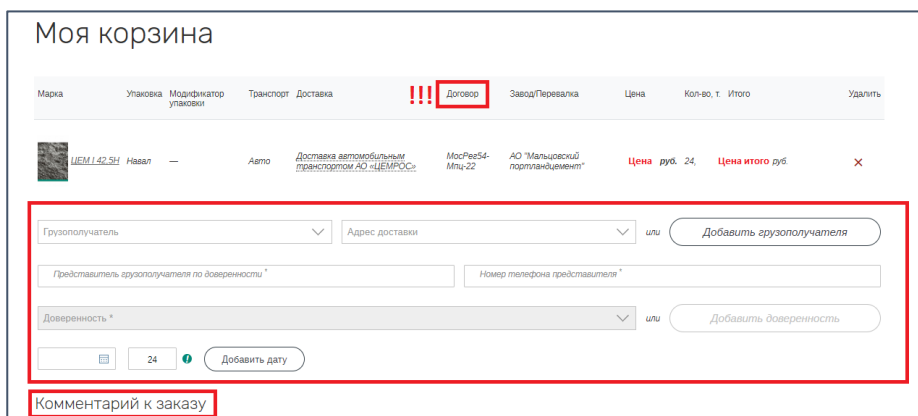 Моя корзина
Марка Упаковка Модификатор упаковки Транспорт Доставка !!! Договор Завод/Перевалка Цена Кол-во, т. Итого Удалить
ЦЕМ I 42,5Н Навал — Авто Доставка автомобильным транспортом АО «ЦЕМРОС» МосРег54-Мпц-22 АО "Мальцовский портландцемент" Цена руб. 24, Цена итого руб.
Грузополучатель Адрес доставки или Добавить грузополучателя
Представитель грузополучателя по доверенности * Номер телефона представителя *
Доверенность * или Добавить доверенность
24 Добавить дату
Комментарий к заказу